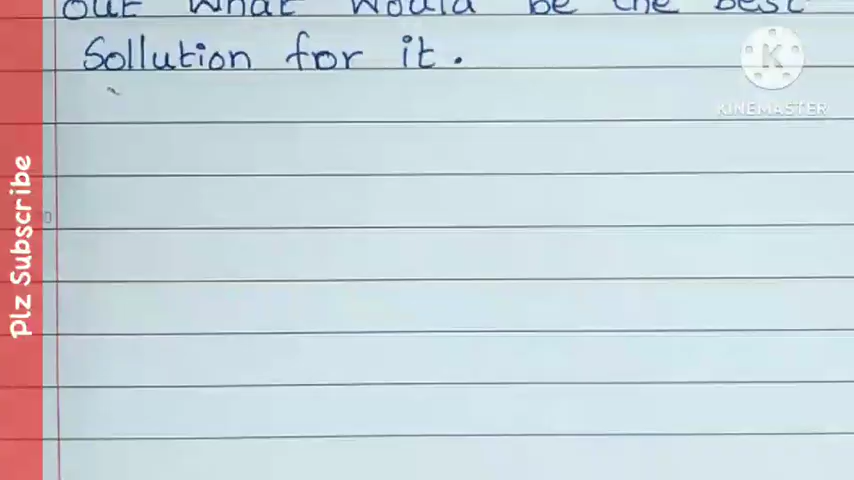 out what would be the best
Sollution for it.
KINEMASTER
Plz Subscribe